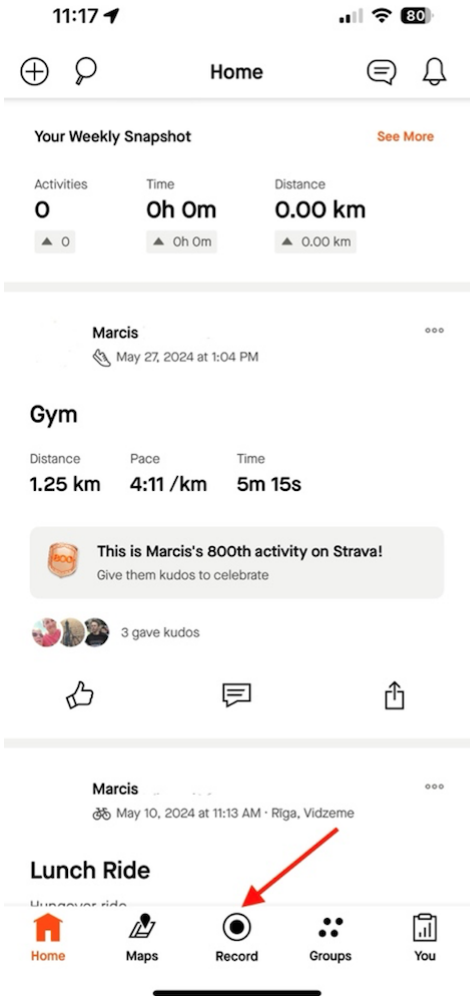 11:17
80
Home
Your Weekly Snapshot
See More
Activities
Time
Distance
0
0h 0m
0.00 km
0
0h 0m
0.00 km
Marcis
May 27, 2024 at 1:04 PM
Gym
Distance
Pace
Time
1.25 km
4:11 /km
5m 15s
800
This is Marcis's 800th activity on Strava!
Give them kudos to celebrate
3 gave kudos
Marcis
May 10, 2024 at 11:13 AM · Rīga, Vidzeme
Lunch Ride
Hungover ride
Home
Maps
Record
Groups
You